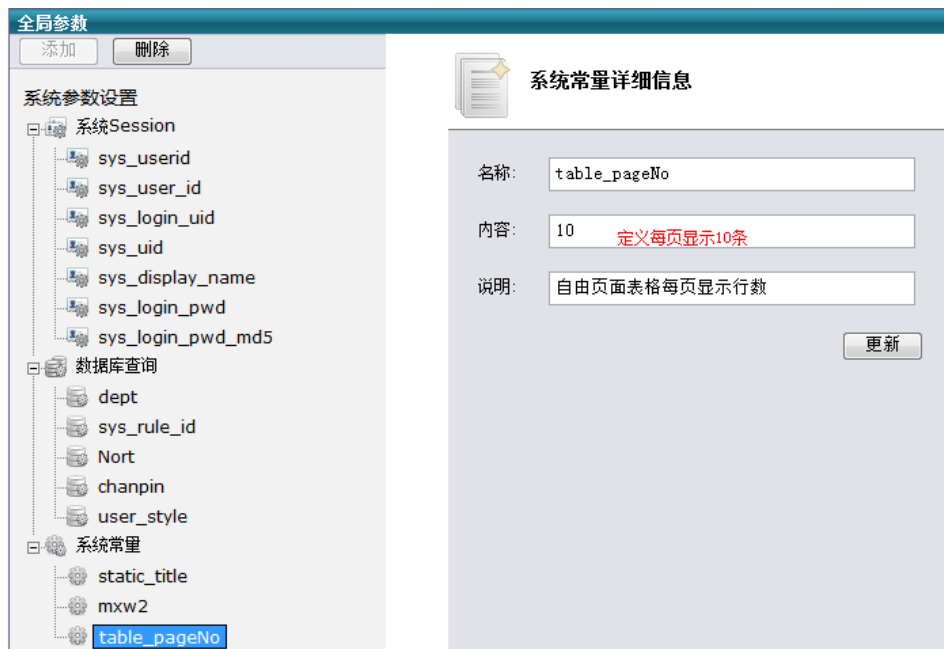 全局参数
添加 删除
系统参数设置
系统Session
sys_userid
sys_user_id
sys_login_uid
sys_uid
sys_display_name
sys_login_pwd
sys_login_pwd_md5
数据库查询
dept
sys_rule_id
Nort
chanpin
user_style
系统常量
static_title
mxw2
table_pageNo
系统常量详细信息
名称: table_pageNo
内容: 10 定义每页显示10条
说明: 自由页面表格每页显示行数
更新